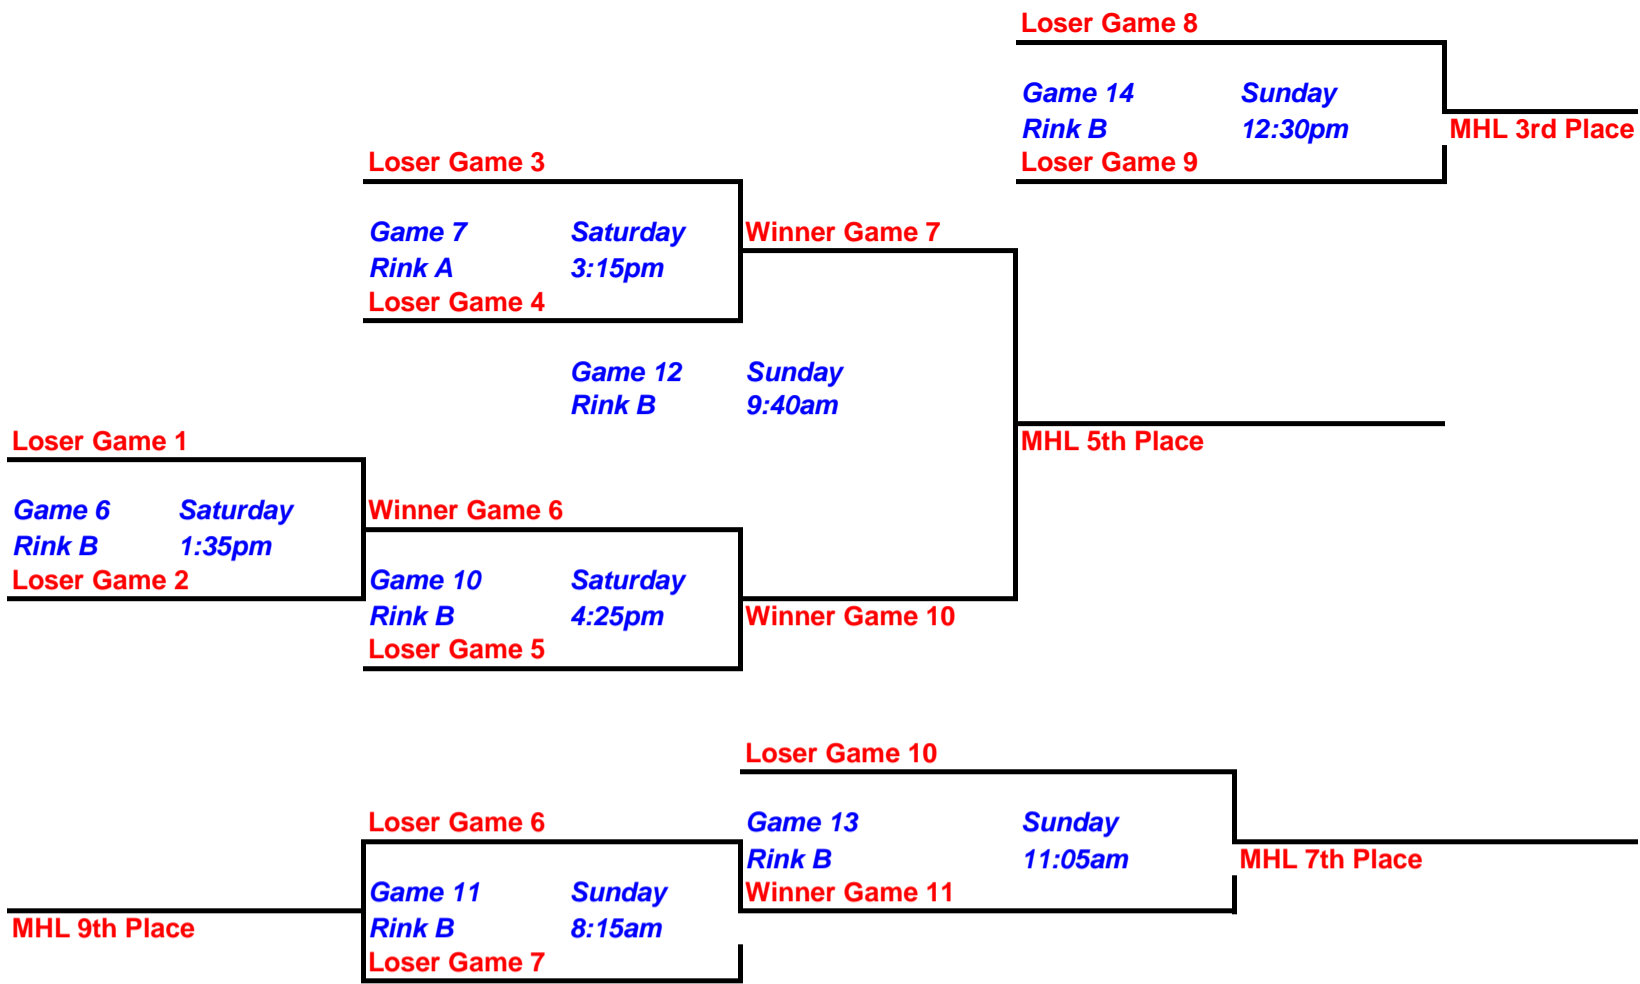 Loser Game 8
Game 14 Sunday
Rink B 12:30pm
MHL 3rd Place
Loser Game 9
Loser Game 3
Game 7 Saturday
Rink A 3:15pm
Winner Game 7
Loser Game 4
Game 12 Sunday
Rink B 9:40am
MHL 5th Place
Loser Game 1
Game 6 Saturday
Rink B 1:35pm
Loser Game 2
Winner Game 6
Game 10 Saturday
Rink B 4:25pm
Winner Game 10
Loser Game 5
Loser Game 10
Loser Game 6
Game 13 Sunday
Rink B 11:05am
MHL 7th Place
Winner Game 11
Game 11 Sunday
Rink B 8:15am
MHL 9th Place
Loser Game 7